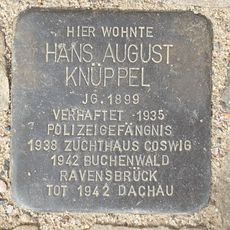 HIER WOHNTE
HANS AUGUST
KNÜPPEL
JG. 1899
VERHAFTET 1935
POLIZEIGEFÄNGNIS
1938 ZUCHTHAUS COSWIG
1942 BUCHENWALD
RAVENSBRÜCK
TOT 1942 DACHAU